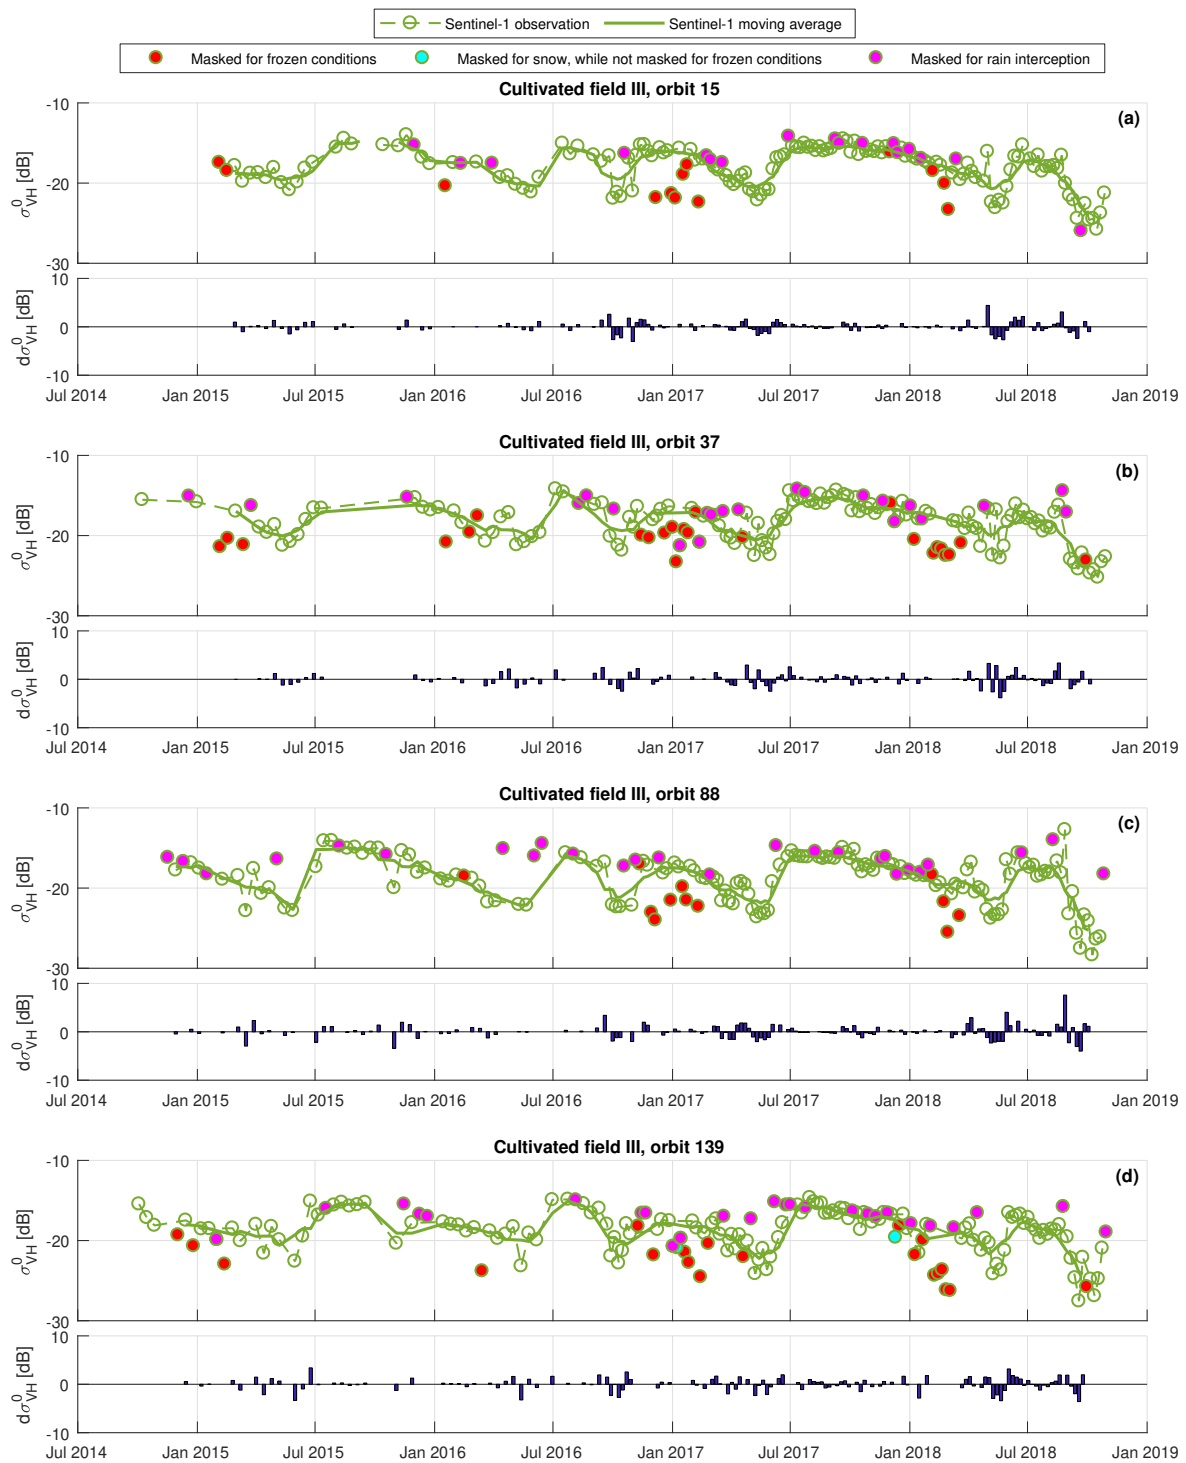 Sentinel-1 observation Sentinel-1 moving average
Masked for frozen conditions Masked for snow, while not masked for frozen conditions Masked for rain interception
Cultivated field III, orbit 15
(a)
-10
-20
-30
σ⁰VH [dB]
10
0
-10
dσ⁰VH [dB]
Jul 2014 Jan 2015 Jul 2015 Jan 2016 Jul 2016 Jan 2017 Jul 2017 Jan 2018 Jul 2018 Jan 2019
Cultivated field III, orbit 37
(b)
-10
-20
-30
σ⁰VH [dB]
10
0
-10
dσ⁰VH [dB]
Jul 2014 Jan 2015 Jul 2015 Jan 2016 Jul 2016 Jan 2017 Jul 2017 Jan 2018 Jul 2018 Jan 2019
Cultivated field III, orbit 88
(c)
-10
-20
-30
σ⁰VH [dB]
10
0
-10
dσ⁰VH [dB]
Jul 2014 Jan 2015 Jul 2015 Jan 2016 Jul 2016 Jan 2017 Jul 2017 Jan 2018 Jul 2018 Jan 2019
Cultivated field III, orbit 139
(d)
-10
-20
-30
σ⁰VH [dB]
10
0
-10
dσ⁰VH [dB]
Jul 2014 Jan 2015 Jul 2015 Jan 2016 Jul 2016 Jan 2017 Jul 2017 Jan 2018 Jul 2018 Jan 2019